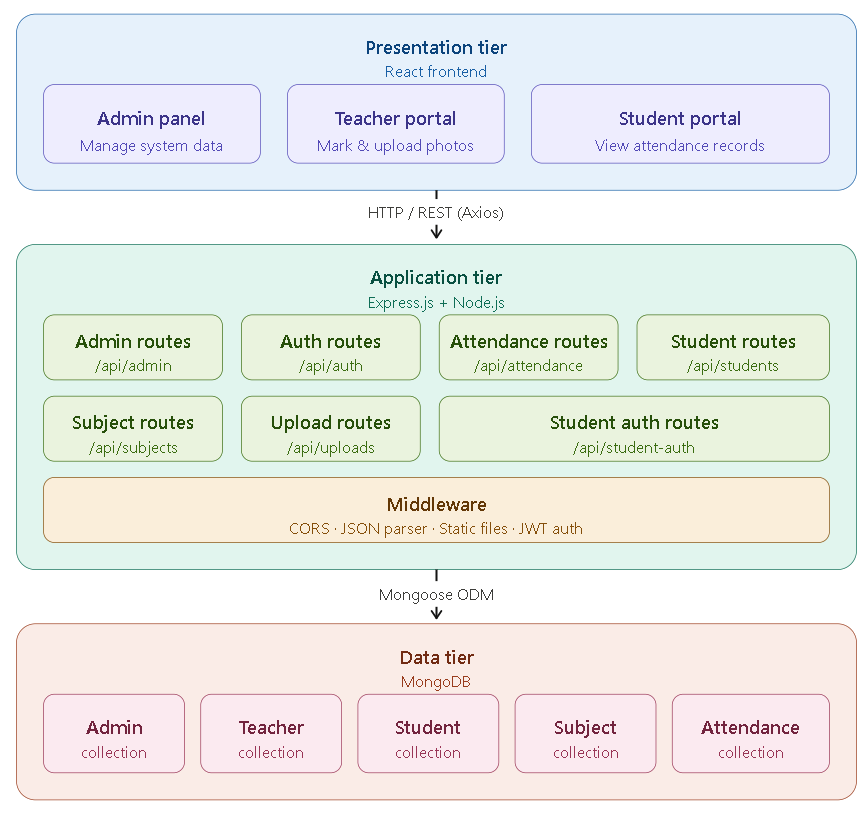 Presentation tier
React frontend
Admin panel
Manage system data
Teacher portal
Mark & upload photos
Student portal
View attendance records
HTTP / REST (Axios)
Application tier
Express.js + Node.js
Admin routes
/api/admin
Auth routes
/api/auth
Attendance routes
/api/attendance
Student routes
/api/students
Subject routes
/api/subjects
Upload routes
/api/uploads
Student auth routes
/api/student-auth
Middleware
CORS · JSON parser · Static files · JWT auth
Mongoose ODM
Data tier
MongoDB
Admin
collection
Teacher
collection
Student
collection
Subject
collection
Attendance
collection